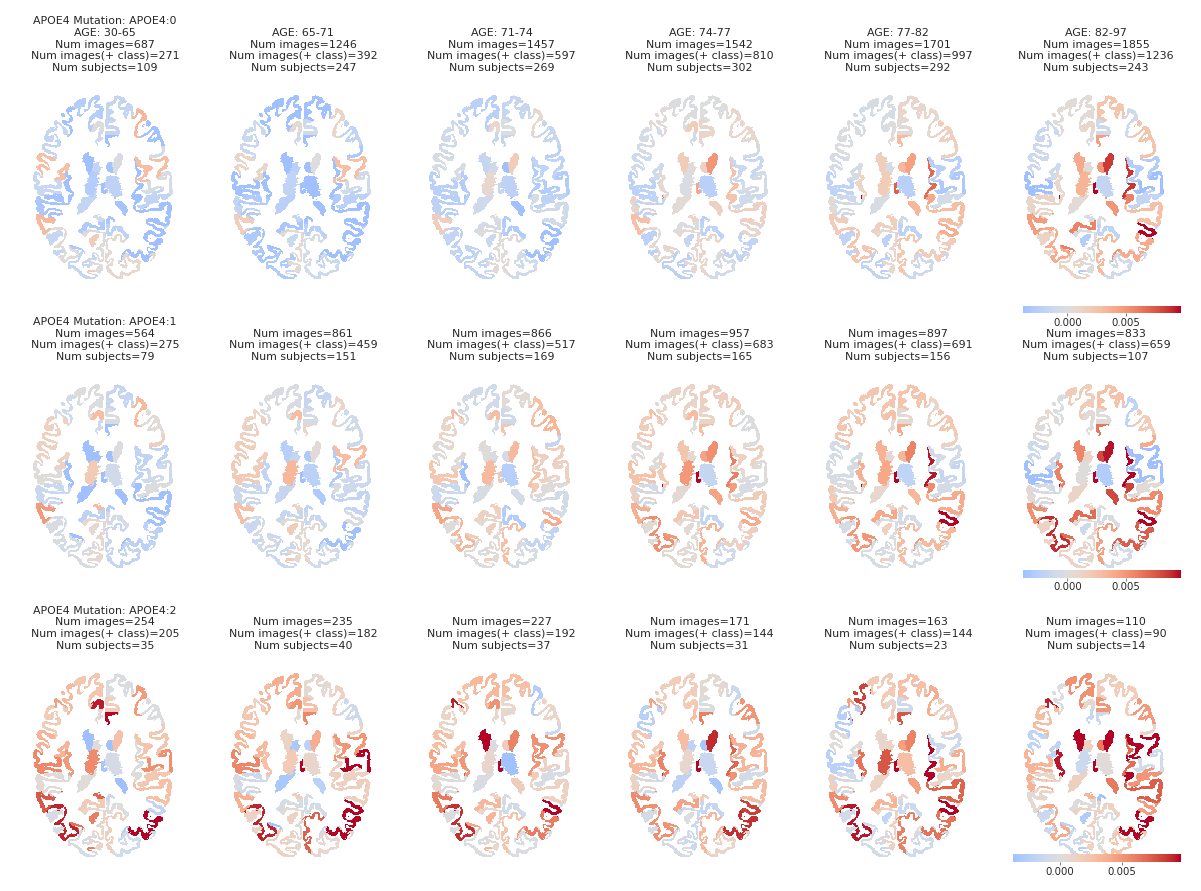 APOE4 Mutation: APOE4:0
AGE: 30-65
Num images=687
Num images(+ class)=271
Num subjects=109
AGE: 65-71
Num images=1246
Num images(+ class)=392
Num subjects=247
AGE: 71-74
Num images=1457
Num images(+ class)=597
Num subjects=269
AGE: 74-77
Num images=1542
Num images(+ class)=810
Num subjects=302
AGE: 77-82
Num images=1701
Num images(+ class)=997
Num subjects=292
AGE: 82-97
Num images=1855
Num images(+ class)=1236
Num subjects=243
0.000 0.005
APOE4 Mutation: APOE4:1
Num images=564
Num images(+ class)=275
Num subjects=79
Num images=861
Num images(+ class)=459
Num subjects=151
Num images=866
Num images(+ class)=517
Num subjects=169
Num images=957
Num images(+ class)=683
Num subjects=165
Num images=897
Num images(+ class)=691
Num subjects=156
Num images=833
Num images(+ class)=659
Num subjects=107
0.000 0.005
APOE4 Mutation: APOE4:2
Num images=254
Num images(+ class)=205
Num subjects=35
Num images=235
Num images(+ class)=182
Num subjects=40
Num images=227
Num images(+ class)=192
Num subjects=37
Num images=171
Num images(+ class)=144
Num subjects=31
Num images=163
Num images(+ class)=144
Num subjects=23
Num images=110
Num images(+ class)=90
Num subjects=14
0.000 0.005